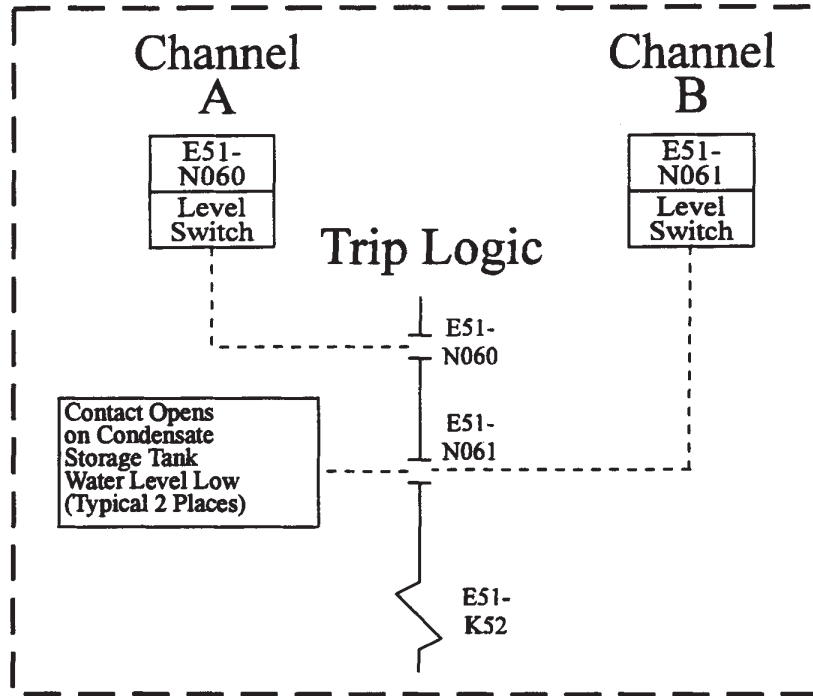 Channel
A
Channel
B
E51-
N060
Level
Switch
E51-
N061
Level
Switch
Trip Logic
E51-
N060
E51-
N061
Contact Opens
on Condensate
Storage Tank
Water Level Low
(Typical 2 Places)
E51-
K52